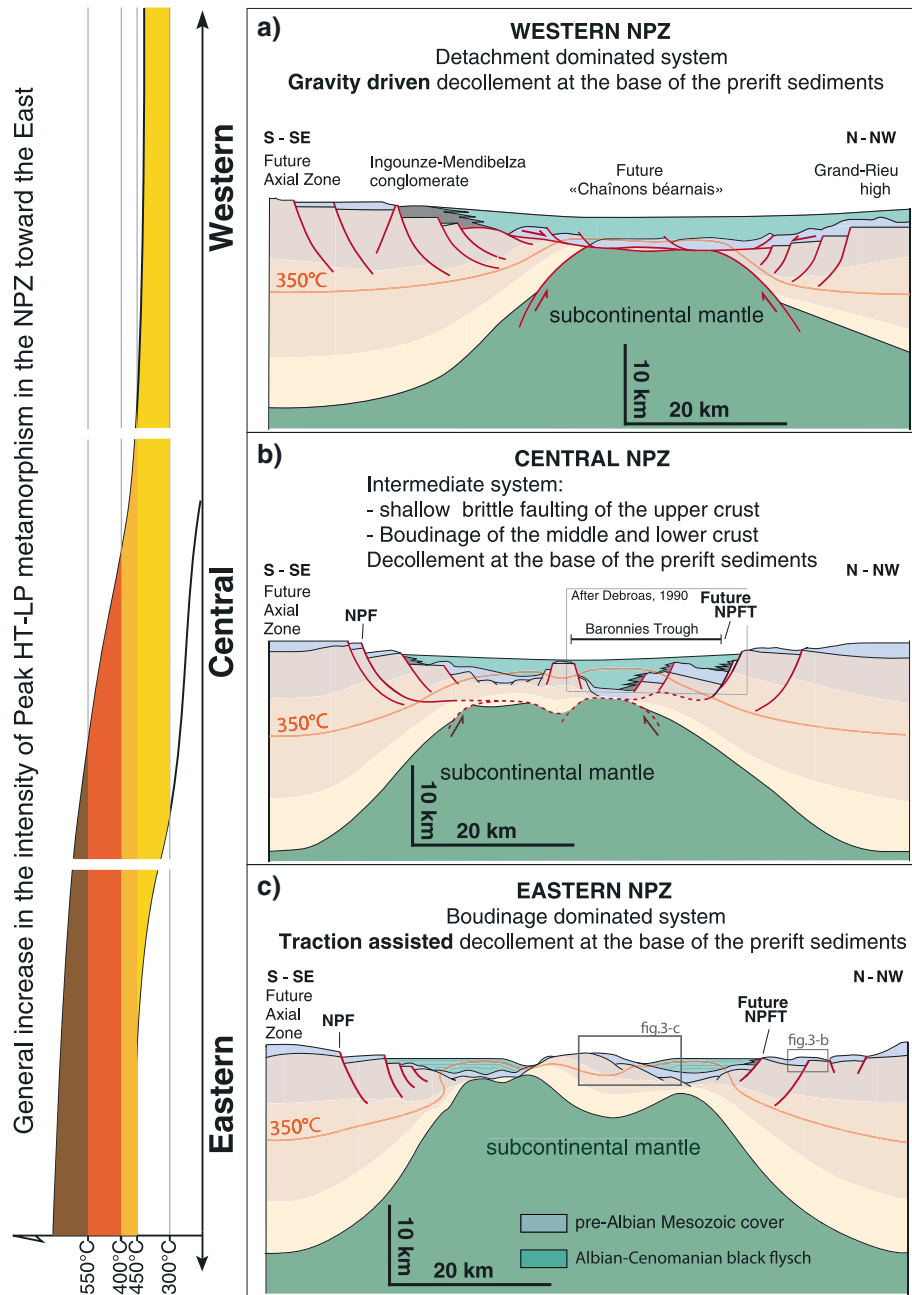 General increase in the intensity of Peak HT-LP metamorphism in the NPZ toward the East
Western
Central
Eastern
550°C
400°C
450°C
300°C
a)
WESTERN NPZ
Detachment dominated system
Gravity driven decollement at the base of the prerift sediments
S - SE
N - NW
Future
Axial Zone
Ingounze-Mendibelza
conglomerate
Future
«Chaînons béarnais»
Grand-Rieu
high
350°C
subcontinental mantle
10 km
20 km
b)
CENTRAL NPZ
Intermediate system:
- shallow brittle faulting of the upper crust
- Boudinage of the middle and lower crust
Decollement at the base of the prerift sediments
S - SE
N - NW
Future
Axial
Zone
NPF
After Debroas, 1990
Baronnies Trough
Future
NPFT
350°C
subcontinental mantle
10 km
20 km
c)
EASTERN NPZ
Boudinage dominated system
Traction assisted decollement at the base of the prerift sediments
S - SE
N - NW
Future
Axial
Zone
NPF
fig.3-c
Future
NPFT
fig.3-b
350°C
subcontinental mantle
10 km
20 km
pre-Albian Mesozoic cover
Albian-Cenomanian black flysch